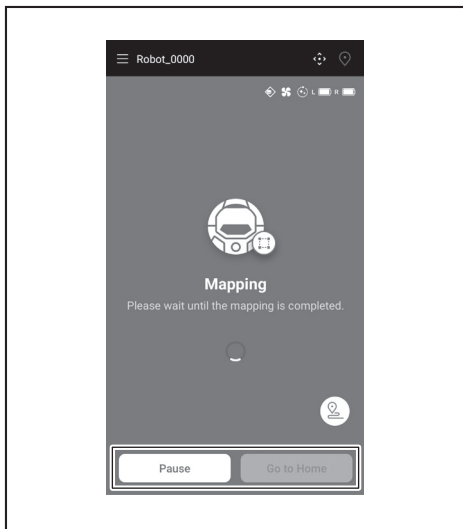 Robot_0000
L R
Mapping
Please wait until the mapping is completed.
Pause Go to Home